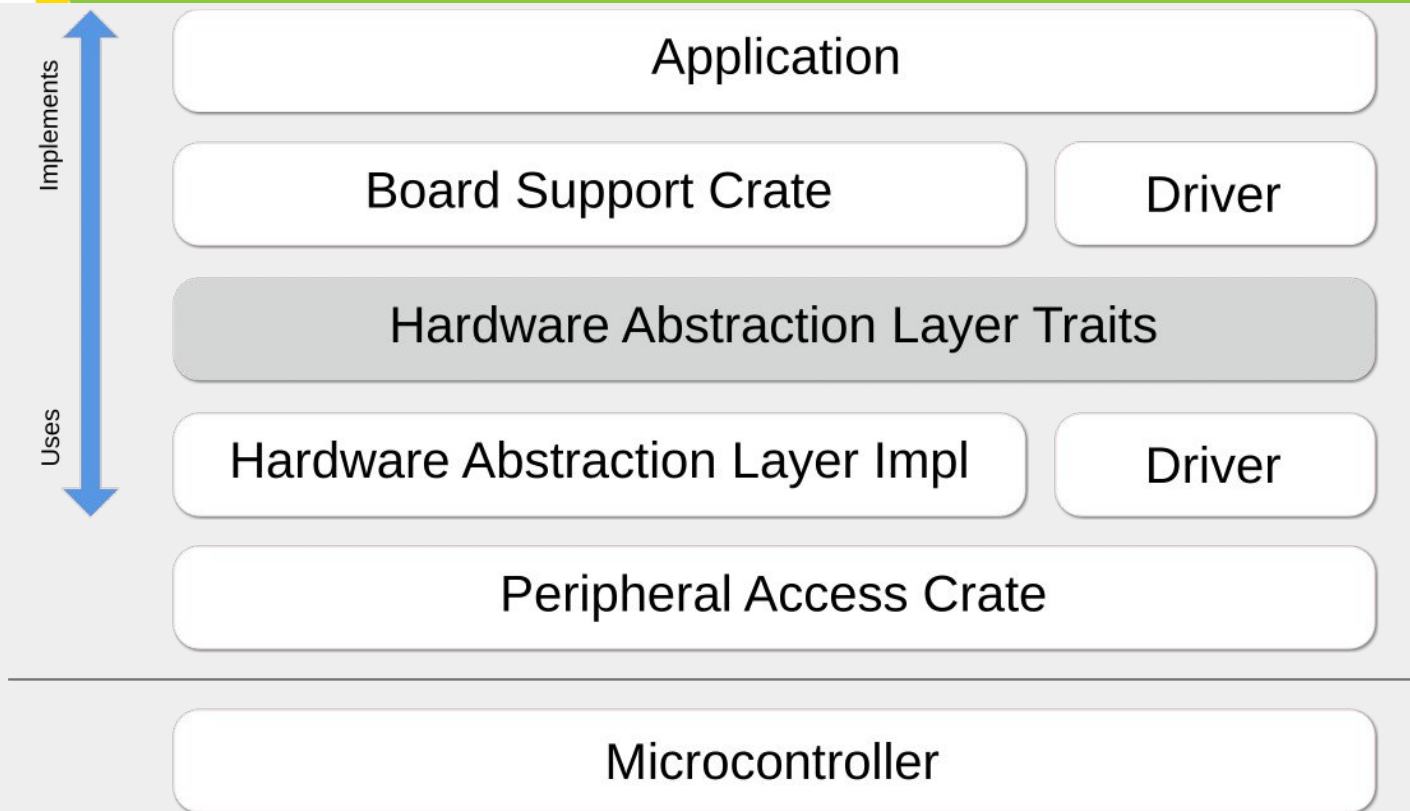 Implements
Application
Board Support Crate
Driver
Hardware Abstraction Layer Traits
Uses
Hardware Abstraction Layer Impl
Driver
Peripheral Access Crate
Microcontroller